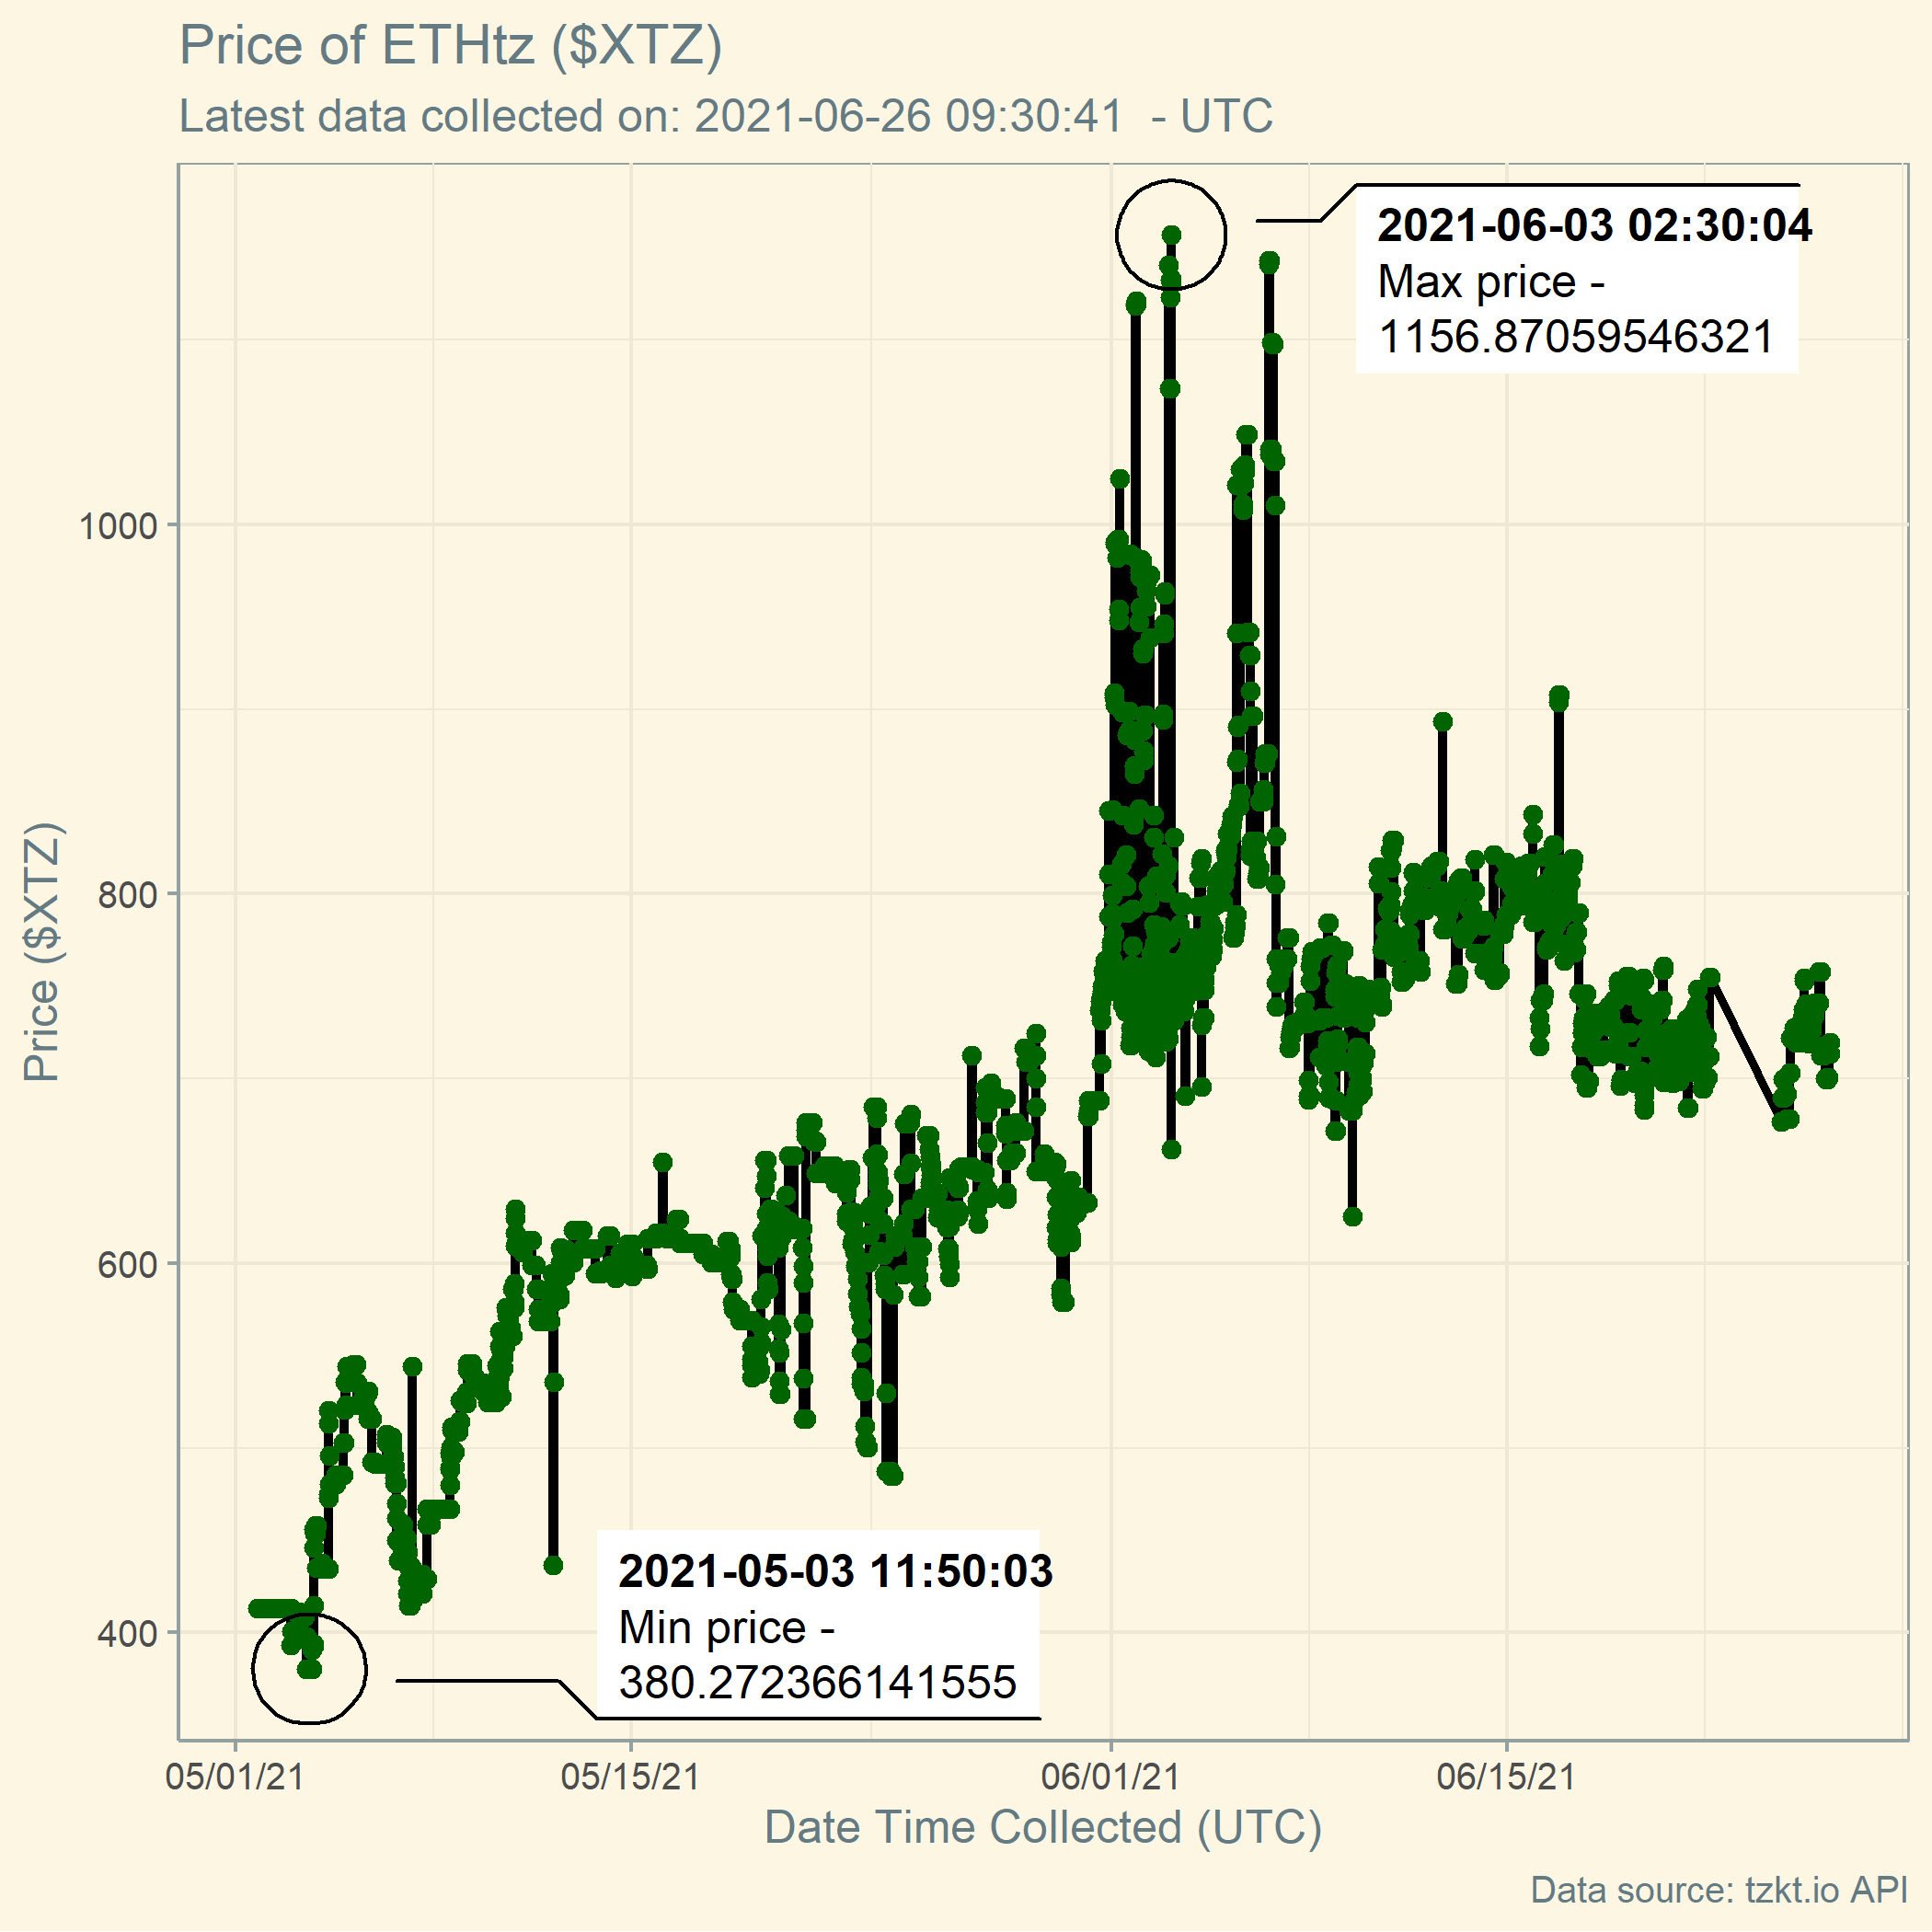 Price of ETHtz ($XTZ)
Latest data collected on: 2021-06-26 09:30:41  - UTC
2021-06-03 02:30:04
Max price -
1156.87059546321
1000
800
600
400
Price ($XTZ)
2021-05-03 11:50:03
Min price -
380.272366141555
05/01/21
05/15/21
06/01/21
06/15/21
Date Time Collected (UTC)
Data source: tzkt.io API